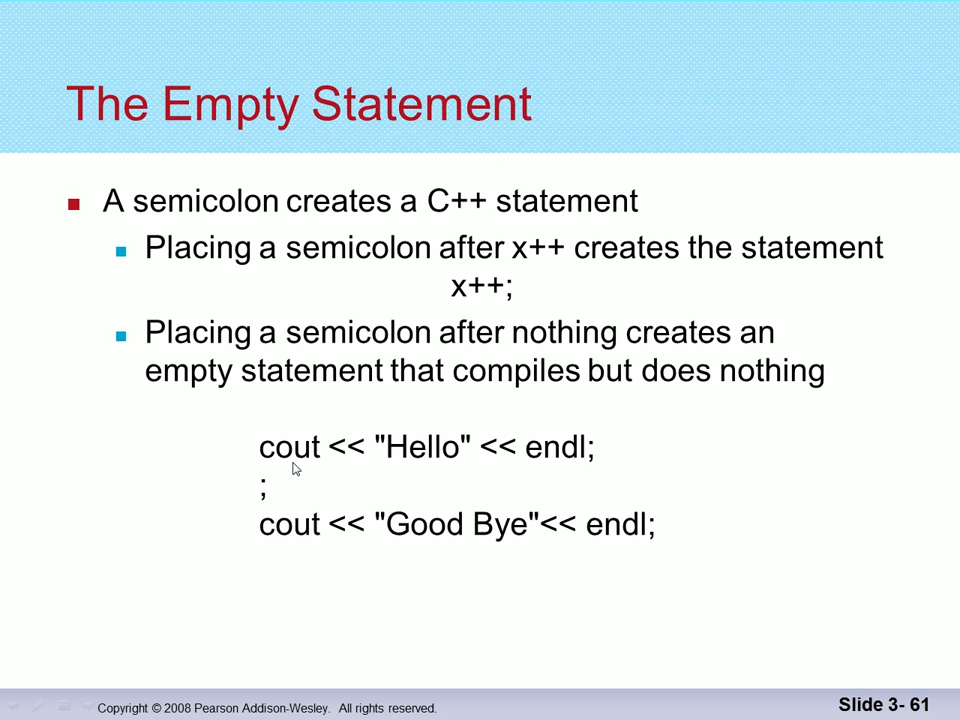 The Empty Statement
A semicolon creates a C++ statement
Placing a semicolon after x++ creates the statement
x++;
Placing a semicolon after nothing creates an
empty statement that compiles but does nothing
cout << "Hello" << endl;
;
cout << "Good Bye"<< endl;
Copyright © 2008 Pearson Addison-Wesley. All rights reserved.
Slide 3- 61